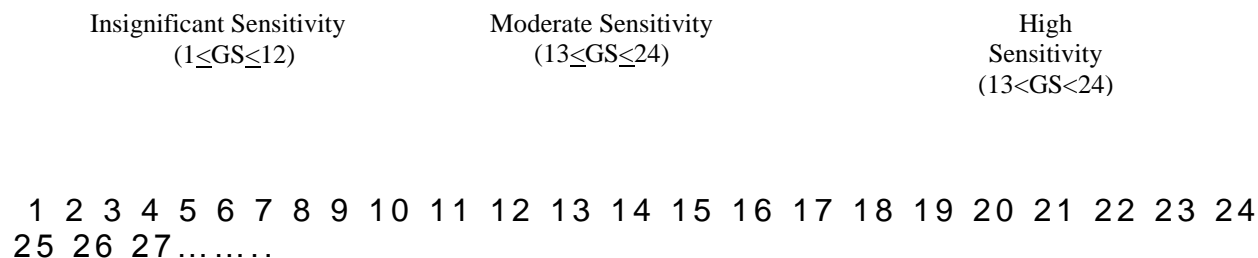 Insignificant Sensitivity
(1≤GS≤12)
Moderate Sensitivity
(13≤GS≤24)
High
Sensitivity
(13<GS<24)
1 2 3 4 5 6 7 8 9 10 11 12 13 14 15 16 17 18 19 20 21 22 23 24
25 26 27……..